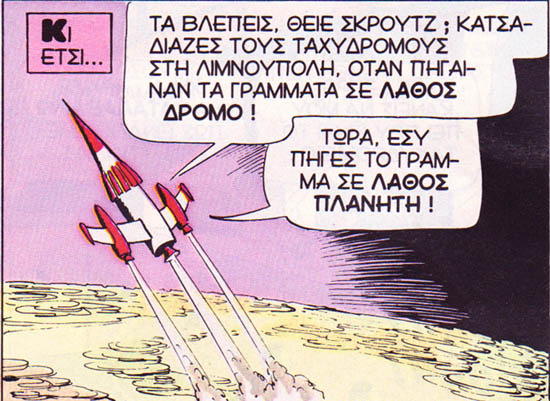 ΚΙ
ΕΤΣΙ...
ΤΑ ΒΛΕΠΕΙΣ, ΘΕΙΕ ΣΚΡΟΥΤΖ ; ΚΑΤΣΑ-
ΔΙΑΖΕΣ ΤΟΥΣ ΤΑΧΥΔΡΟΜΟΥΣ
ΣΤΗ ΛΙΜΝΟΥΠΟΛΗ, ΟΤΑΝ ΠΗΓΑΙ-
ΝΑΝ ΤΑ ΓΡΑΜΜΑΤΑ ΣΕ ΛΑΘΟΣ
ΔΡΟΜΟ !
ΤΩΡΑ, ΕΣΥ
ΠΗΓΕΣ ΤΟ ΓΡΑΜ-
ΜΑ ΣΕ ΛΑΘΟΣ
ΠΛΑΝΗΤΗ !